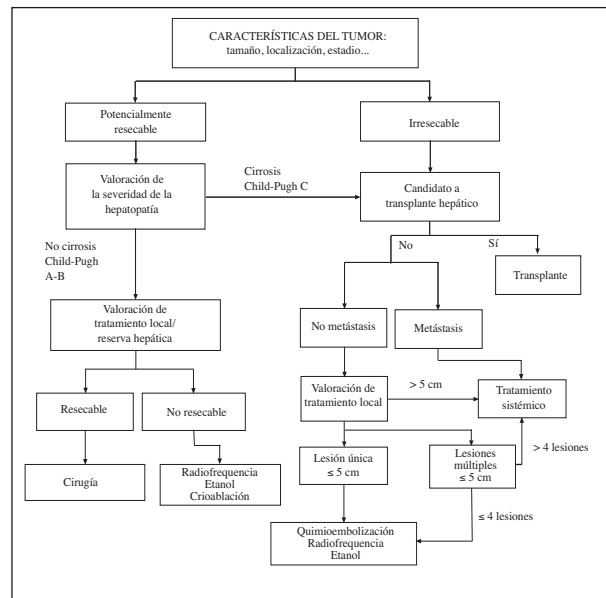 CARACTERÍSTICAS DEL TUMOR:
tamaño, localización, estadio...
Potencialmente
resecable
Irresecable
Valoración de
la severidad de la
hepatopatía
Cirrosis
Child-Pugh C
Candidato a
transplante hepático
No cirrosis
Child-Pugh
A-B
No
Sí
Transplante
Valoración de
tratamiento local/
reserva hepática
No metástasis
Metástasis
Resecable
No resecable
Valoración de
tratamiento local
> 5 cm
Tratamiento
sistémico
Cirugía
Radiofrequencia
Etanol
Crioablación
Lesión única
≤ 5 cm
Lesiones
múltiples
≤ 5 cm
> 4 lesiones
≤ 4 lesiones
Quimioembolización
Radiofrequencia
Etanol